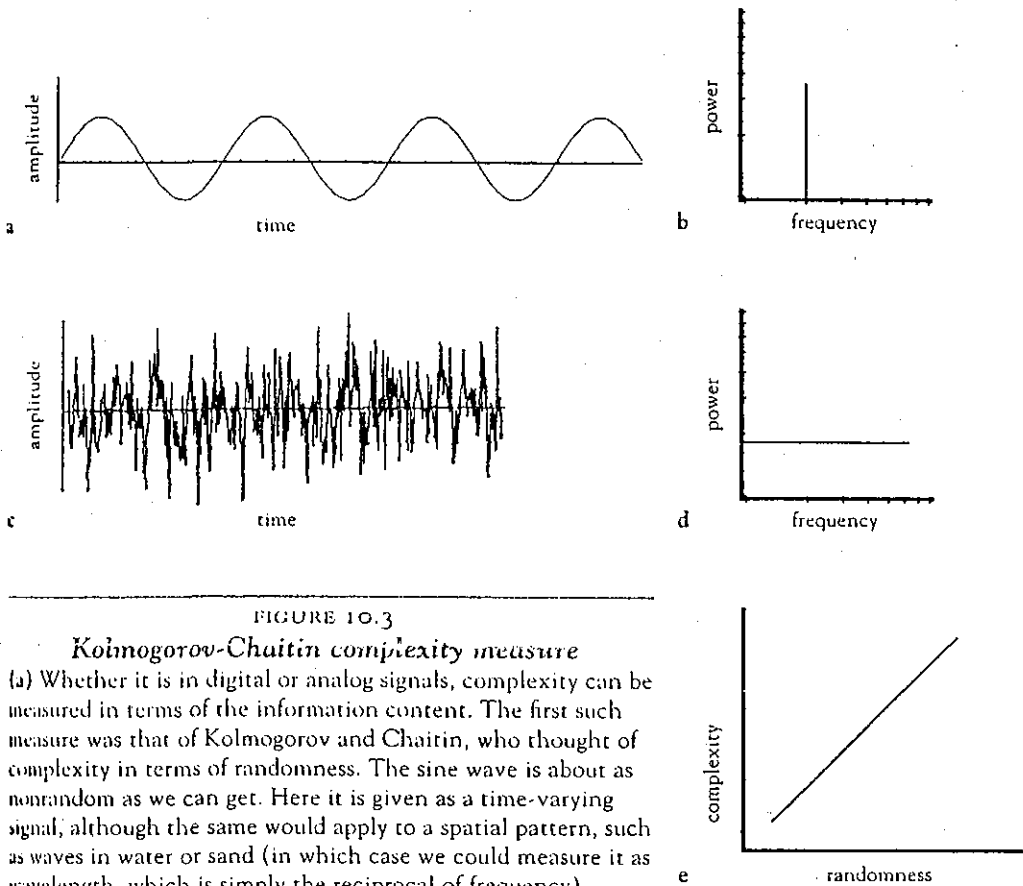 amplitude
time
a
power
frequency
b
amplitude
time
c
power
frequency
d
FIGURE 10.3
Kolmogorov-Chaitin complexity measure
(a) Whether it is in digital or analog signals, complexity can be
measured in terms of the information content. The first such
measure was that of Kolmogorov and Chaitin, who thought of
complexity in terms of randomness. The sine wave is about as
nonrandom as we can get. Here it is given as a time-varying
signal, although the same would apply to a spatial pattern, such
as waves in water or sand (in which case we could measure it as
wavelength, which is simply the reciprocal of frequency).
complexity
randomness
e